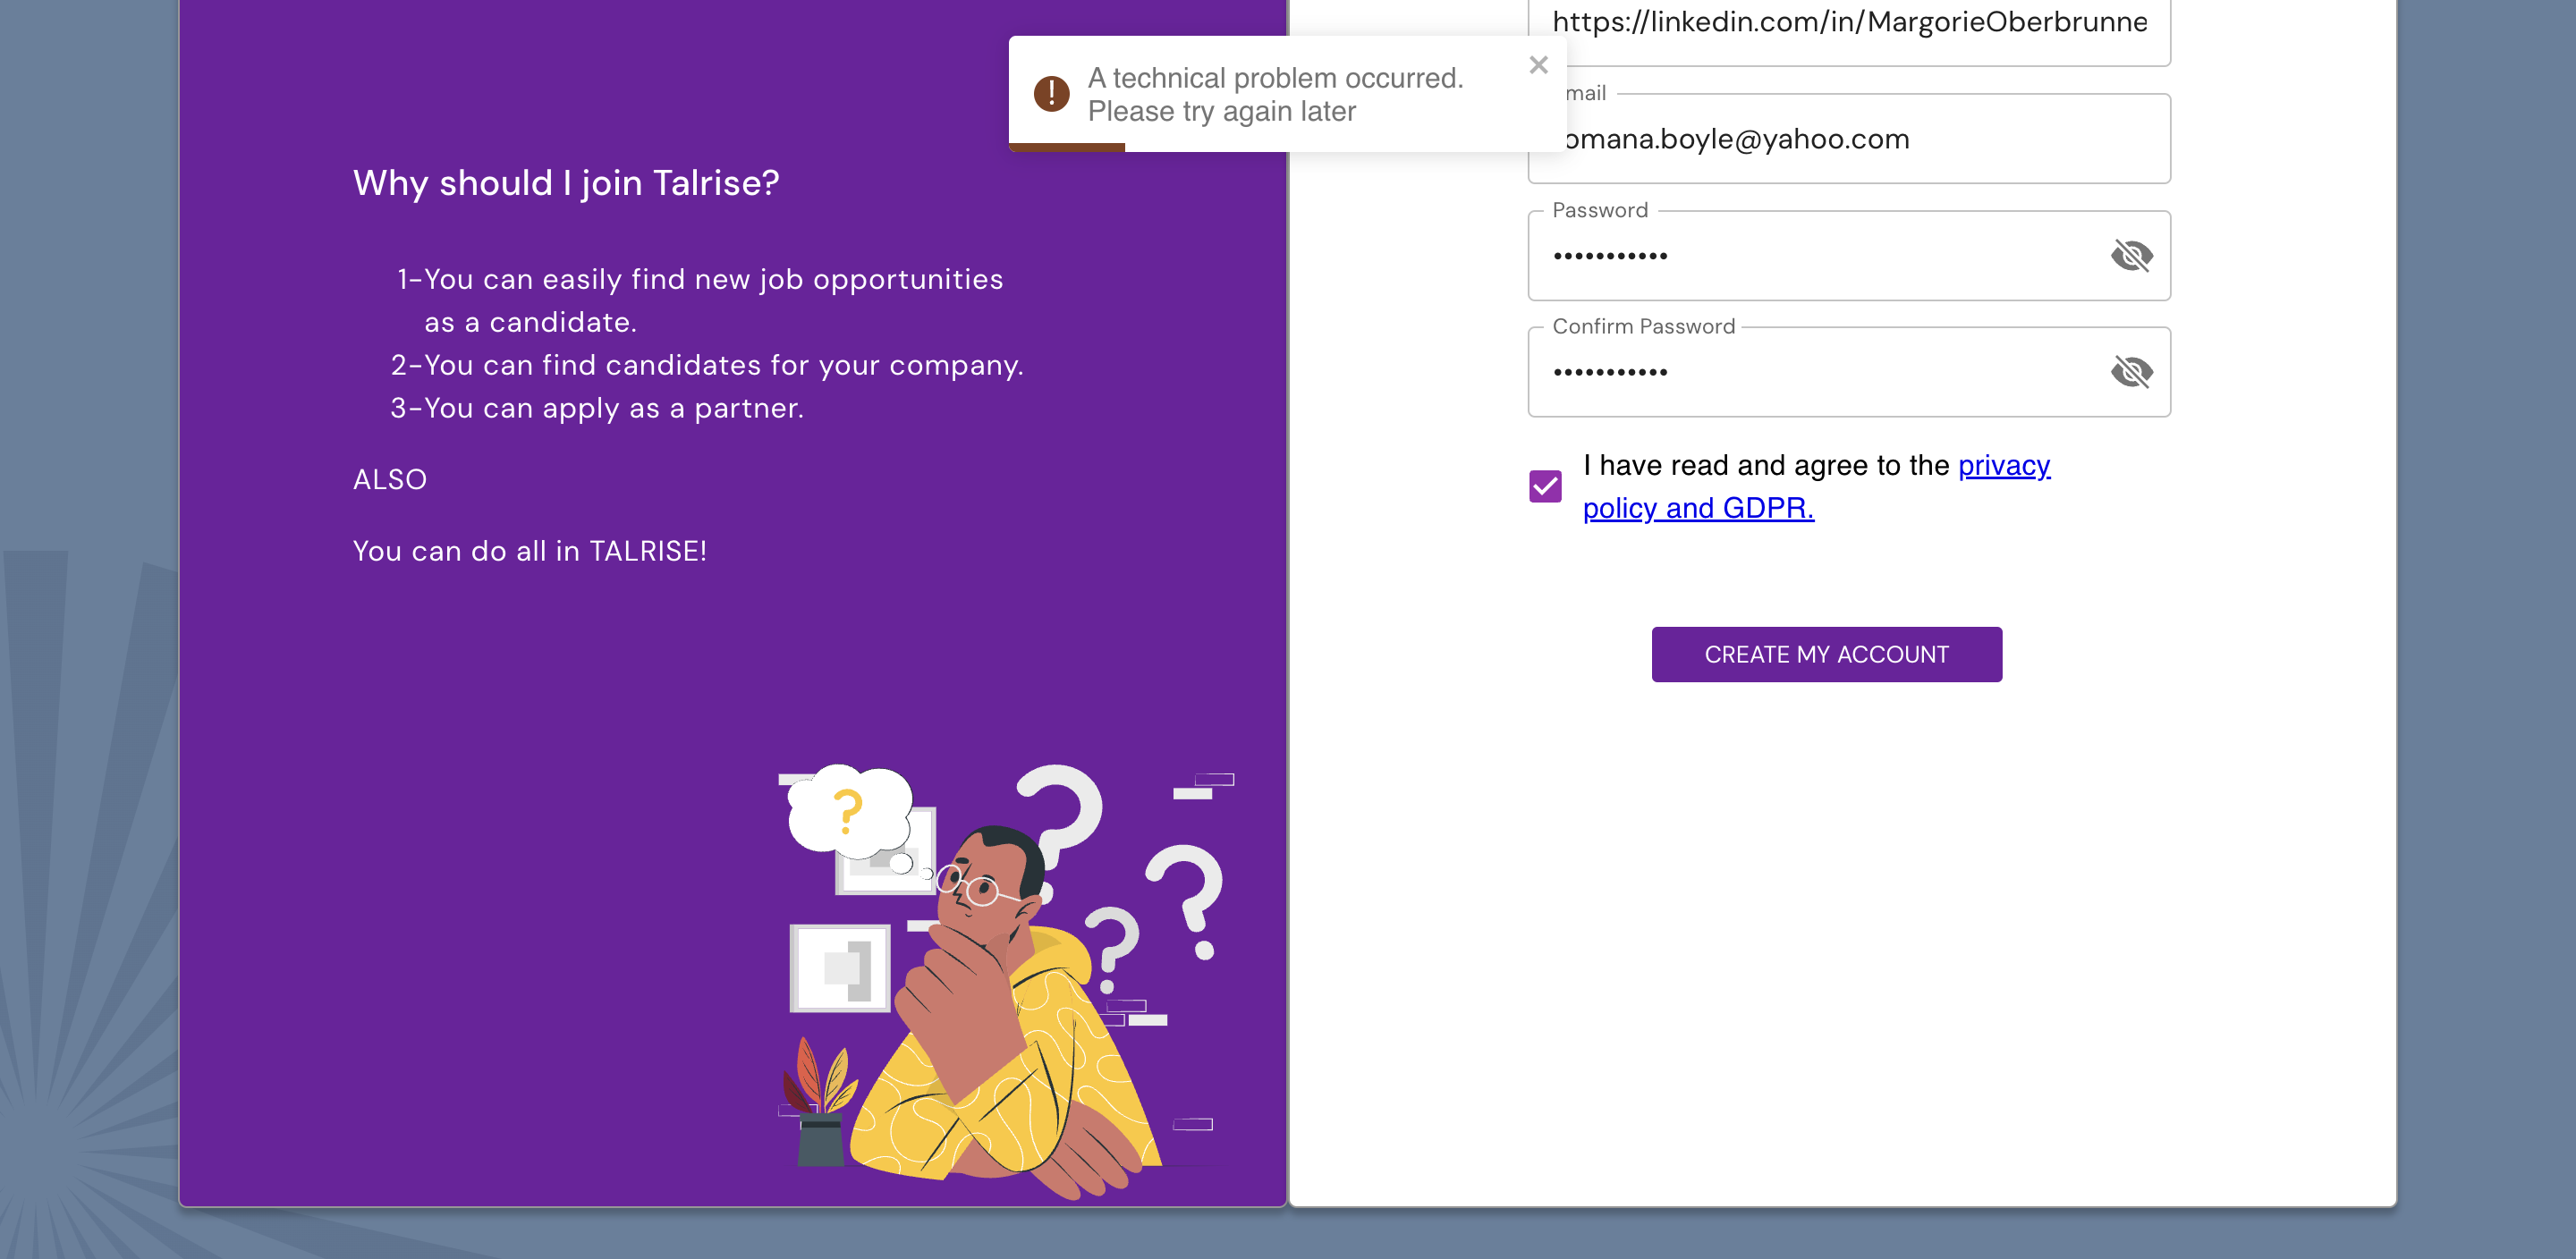 https://linkedin.com/in/MargorieOberbrunne
A technical problem occurred.
Please try again later
mail
omana.boyle@yahoo.com
Password
Confirm Password
I have read and agree to the privacy
policy and GDPR.
CREATE MY ACCOUNT
Why should I join Talrise?
1-You can easily find new job opportunities
as a candidate.
2-You can find candidates for your company.
3-You can apply as a partner.
ALSO
You can do all in TALRISE!